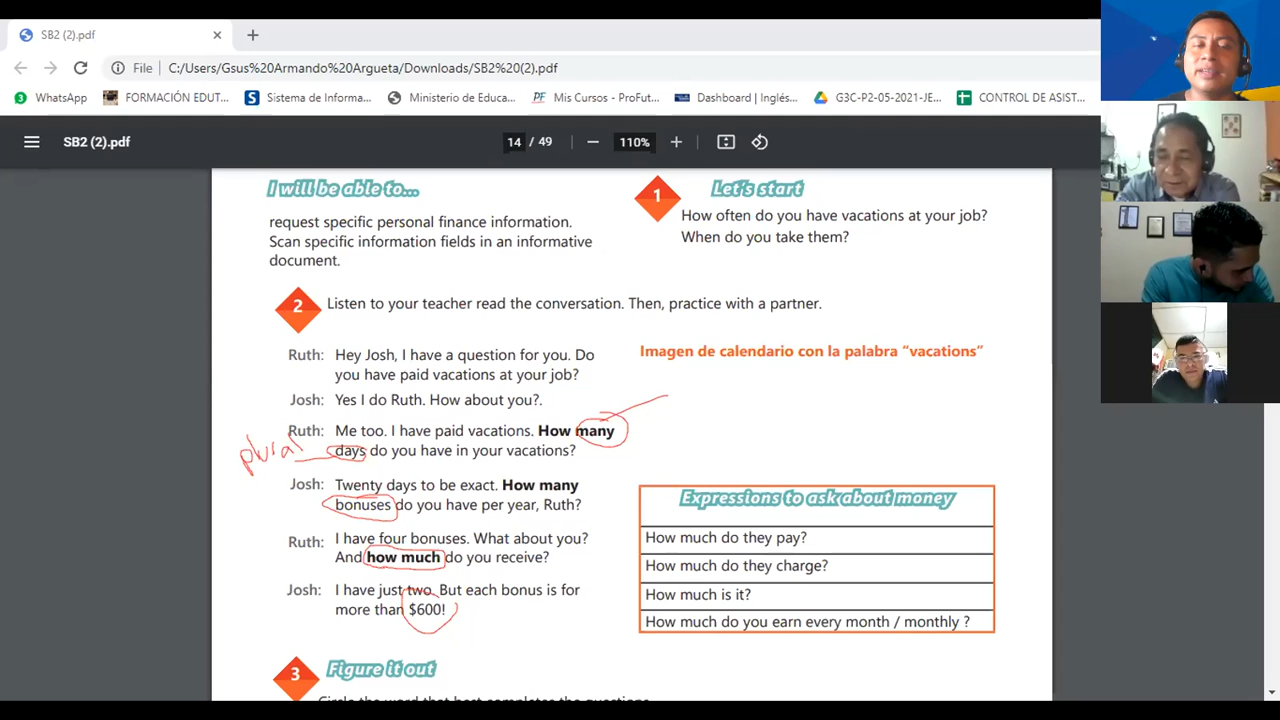 SB2 (2).pdf
File
C:/Users/Gsus%20Armando%20Argueta/Downloads/SB2%20(2).pdf
WhatsApp
FORMACIÓN EDUT...
Sistema de Informa...
Ministerio de Educa...
Mis Cursos - ProFut...
Dashboard | Inglés...
G3C-P2-05-2021-JE...
CONTROL DE ASIST...
SB2 (2).pdf
14 / 49
110%
I will be able to...
request specific personal finance information.
Scan specific information fields in an informative
document.
1
Let's start
How often do you have vacations at your job?
When do you take them?
2
Listen to your teacher read the conversation. Then, practice with a partner.
Ruth: Hey Josh, I have a question for you. Do
you have paid vacations at your job?
Josh: Yes I do Ruth. How about you?.
Ruth: Me too. I have paid vacations. How many
days do you have in your vacations?
plural
Josh: Twenty days to be exact. How many
bonuses do you have per year, Ruth?
Ruth: I have four bonuses. What about you?
And how much do you receive?
Josh: I have just two. But each bonus is for
more than $600!
Imagen de calendario con la palabra “vacations”
Expressions to ask about money
How much do they pay?
How much do they charge?
How much is it?
How much do you earn every month / monthly ?
3
Figure it out
Circle the word that best completes the questions